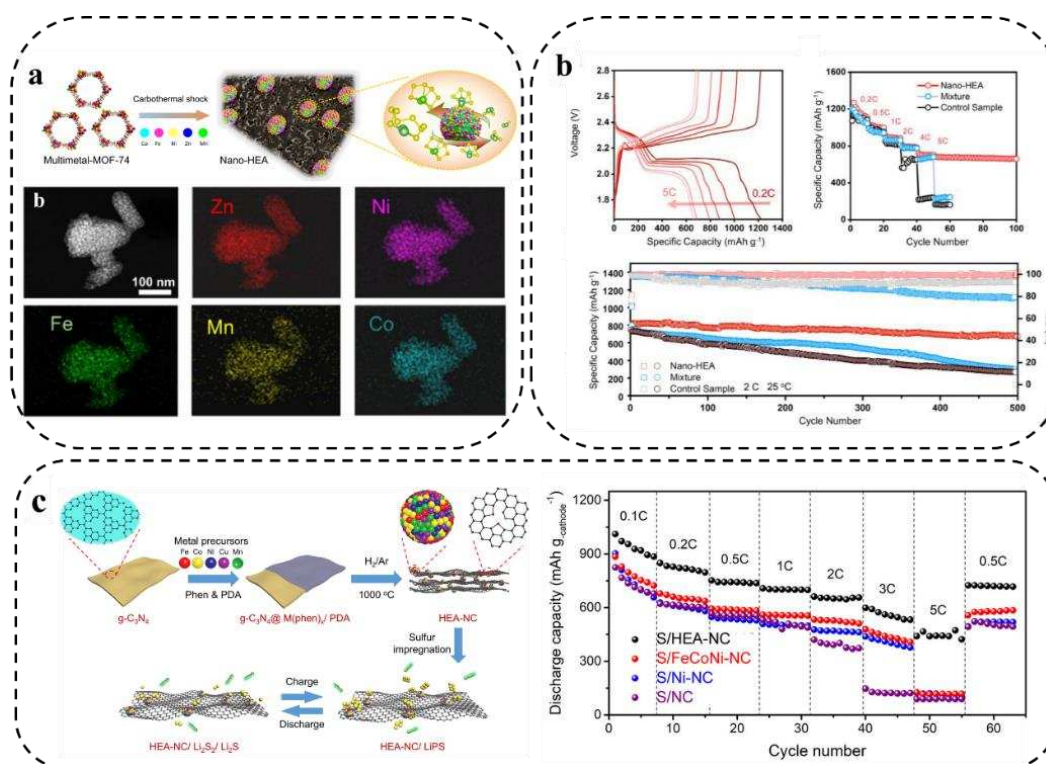 a
Carbothermal shock
Co Fe Ni Zn Mn
Multimetal-MOF-74
Nano-HEA
b
100 nm
Zn
Ni
Fe
Mn
Co
b
Voltage (V)
2.8
2.6
2.4
2.2
2.0
1.8
5C
0.2C
0 200 400 600 800 1000 1200 1400
Specific Capacity (mAh g-1)
Specific Capacity (mAh g-1)
1600
1200
800
400
0
0.2C
0.5C
1C
2C
4C
Nano-HEA
Mixture
Control Sample
0 20 40 60 80 100
Cycle Number
Specific Capacity (mAh g-1)
1400
1200
1000
800
600
400
200
0
100
80
60
40
20
0
Nano-HEA
Mixture
Control Sample 2 C 25 °C
100 200 300 400 500
Cycle Number
c
Metal precursors
Fe Co Ni Cu Mn
Phen & PDA
H2/Ar
1000 °C
g-C3N4
g-C3N4@ M(phen)x/ PDA
HEA-NC
Sulfur
impregnation
Charge
Discharge
HEA-NC/ Li2S2/ Li2S
HEA-NC/ LiPS
Discharge capacity (mAh gcathode-1)
1200
900
600
300
0
0.1C
0.2C
0.5C
1C
2C
3C
5C
0.5C
S/HEA-NC
S/FeCoNi-NC
S/Ni-NC
S/NC
0 10 20 30 40 50 60
Cycle number